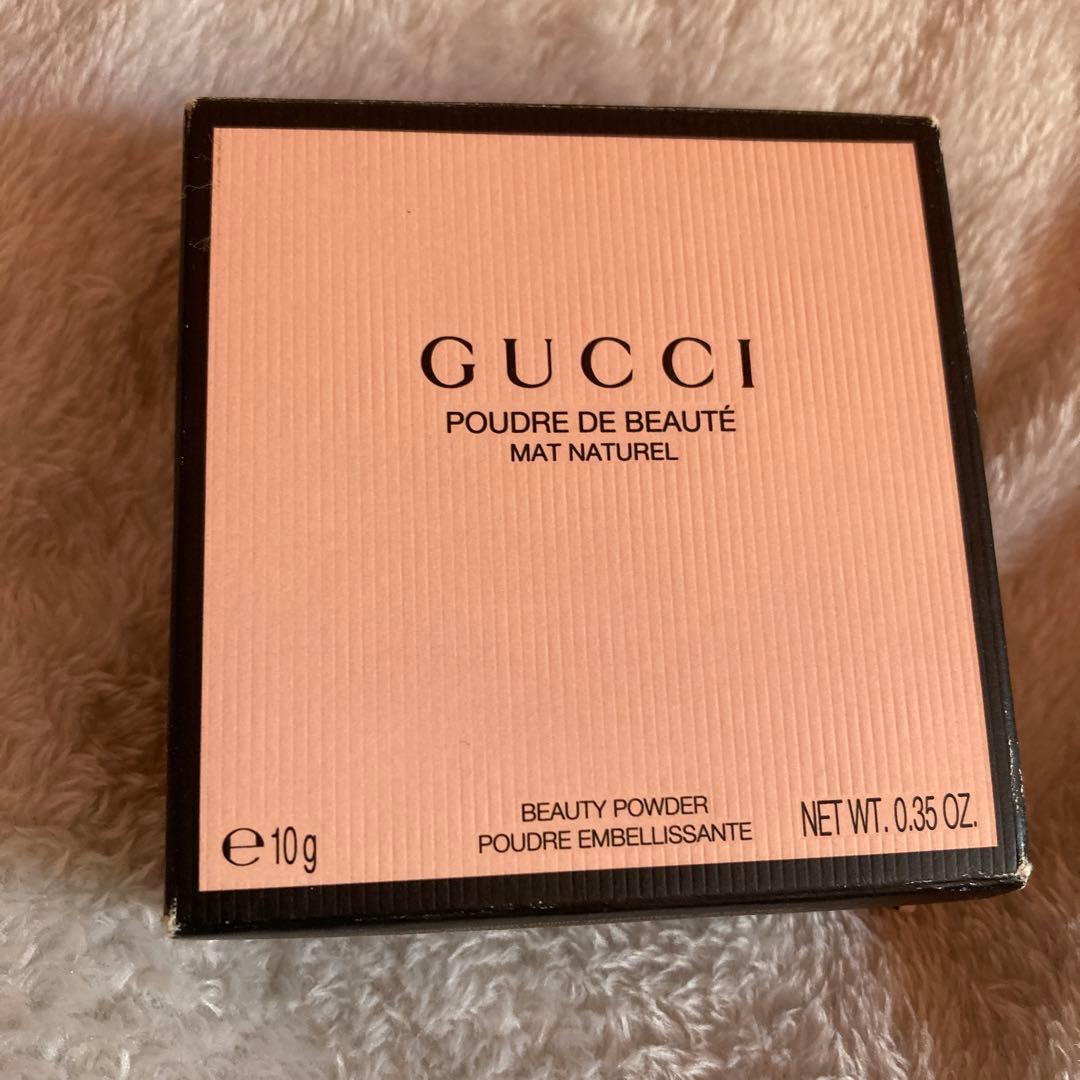 GUCCI
POUDRE DE BEAUTÉ
MAT NATUREL
BEAUTY POWDER
POUDRE EMBELLISSANTE
℮ 10 g
NET WT. 0.35 OZ.